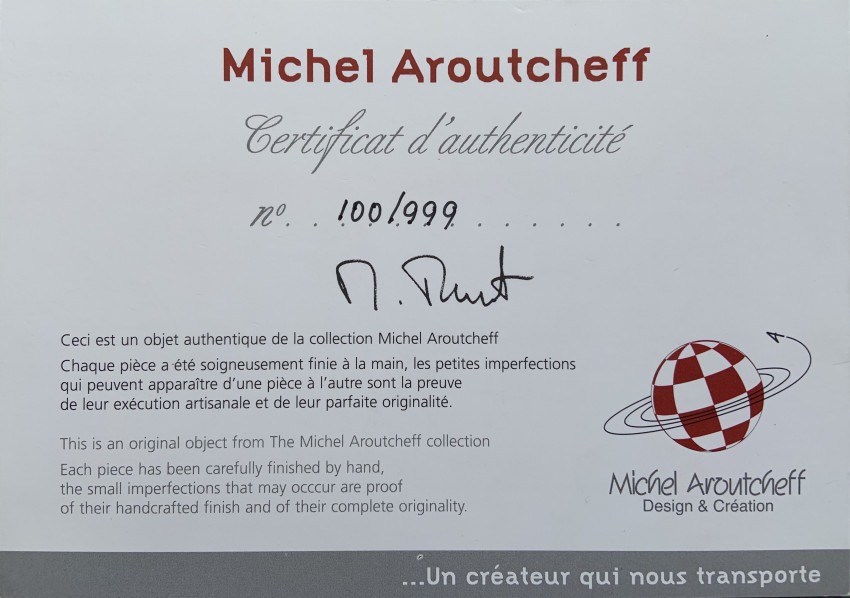 Michel Aroutcheff
Certificat d'authenticité
nº. . 100/999 . . . . . .
Ceci est un objet authentique de la collection Michel Aroutcheff
Chaque pièce a été soigneusement finie à la main, les petites imperfections
qui peuvent apparaître d'une pièce à l'autre sont la preuve
de leur exécution artisanale et de leur parfaite originalité.
This is an original object from The Michel Aroutcheff collection
Each piece has been carefully finished by hand,
the small imperfections that may occcur are proof
of their handcrafted finish and of their complete originality.
Michel Aroutcheff
Design & Création
...Un créateur qui nous transporte